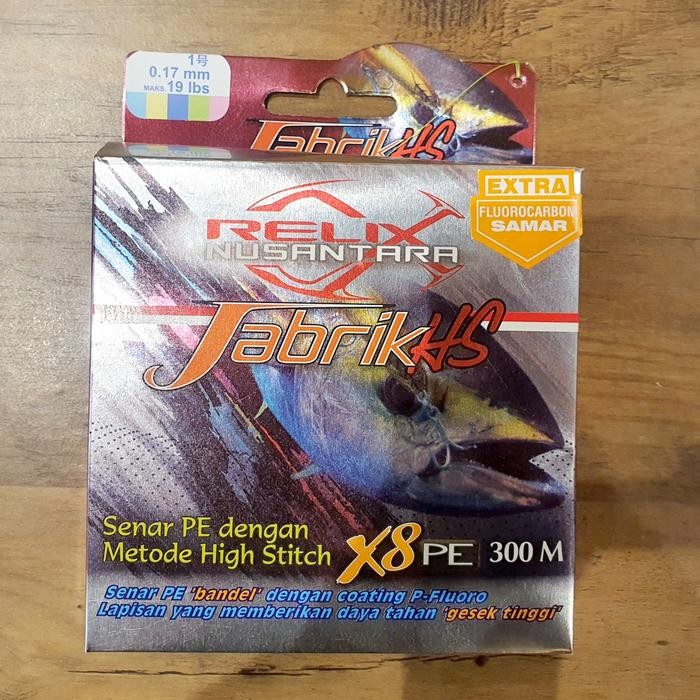 1号
0.17 mm
MAKS. 19 lbs
Jabrik HS
EXTRA
FLUOROCARBON
SAMAR
RELIX
NUSANTARA
Jabrik HS
Senar PE dengan
Metode High Stitch
X8 PE 300 M
Senar PE 'bandel' dengan coating P-Fluoro
Lapisan yang memberikan daya tahan 'gesek tinggi'